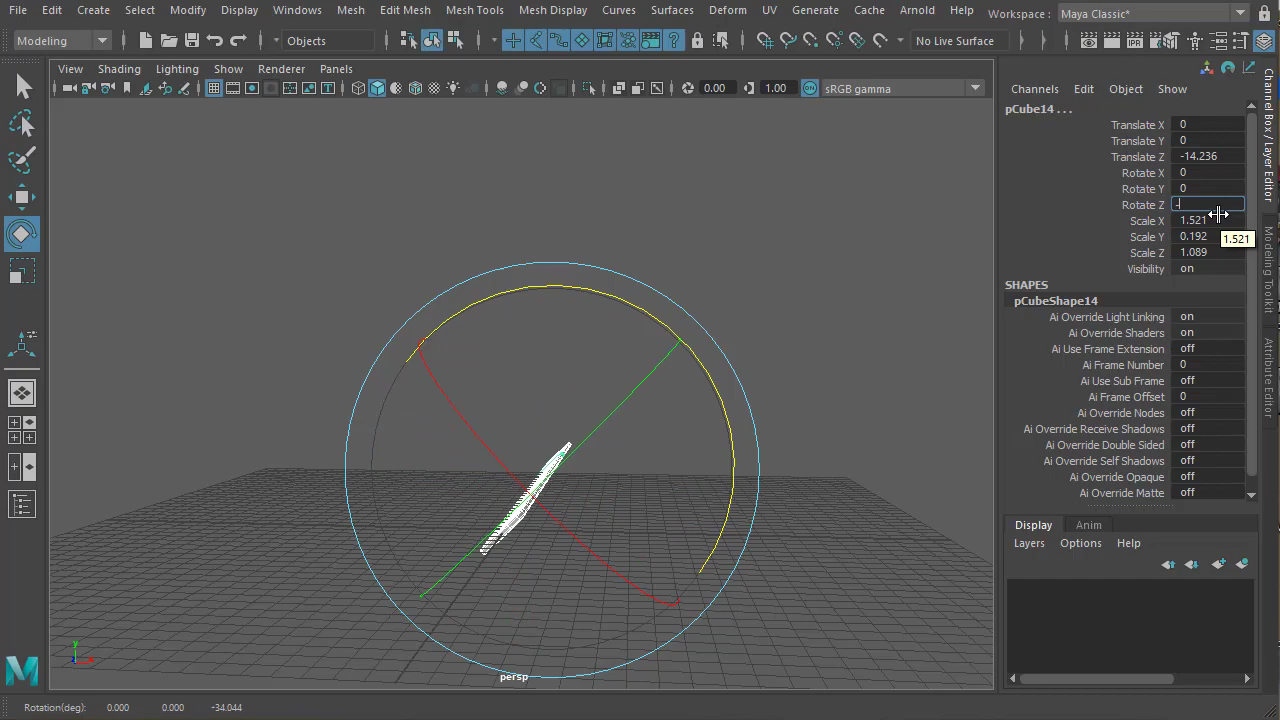 File Edit Create Select Modify Display Windows Mesh Edit Mesh Mesh Tools Mesh Display Curves Surfaces Deform UV Generate Cache Arnold Help Workspace : Maya Classic*
Modeling Objects No Live Surface
View Shading Lighting Show Renderer Panels
0.00 1.00 sRGB gamma
Channels Edit Object Show
pCube14 . . .
Translate X 0
Translate Y 0
Translate Z -14.236
Rotate X 0
Rotate Y 0
Rotate Z -
Scale X 1.521
Scale Y 0.192
1.521
Scale Z 1.089
Visibility on
SHAPES
pCubeShape14
Ai Override Light Linking on
Ai Override Shaders on
Ai Use Frame Extension off
Ai Frame Number 0
Ai Use Sub Frame off
Ai Frame Offset 0
Ai Override Nodes off
Ai Override Receive Shadows off
Ai Override Double Sided off
Ai Override Self Shadows off
Ai Override Opaque off
Ai Override Matte off
Display Anim
Layers Options Help
Channel Box / Layer Editor
Modeling Toolkit
Attribute Editor
y
z x
persp
Rotation(deg): 0.000 0.000 -34.044